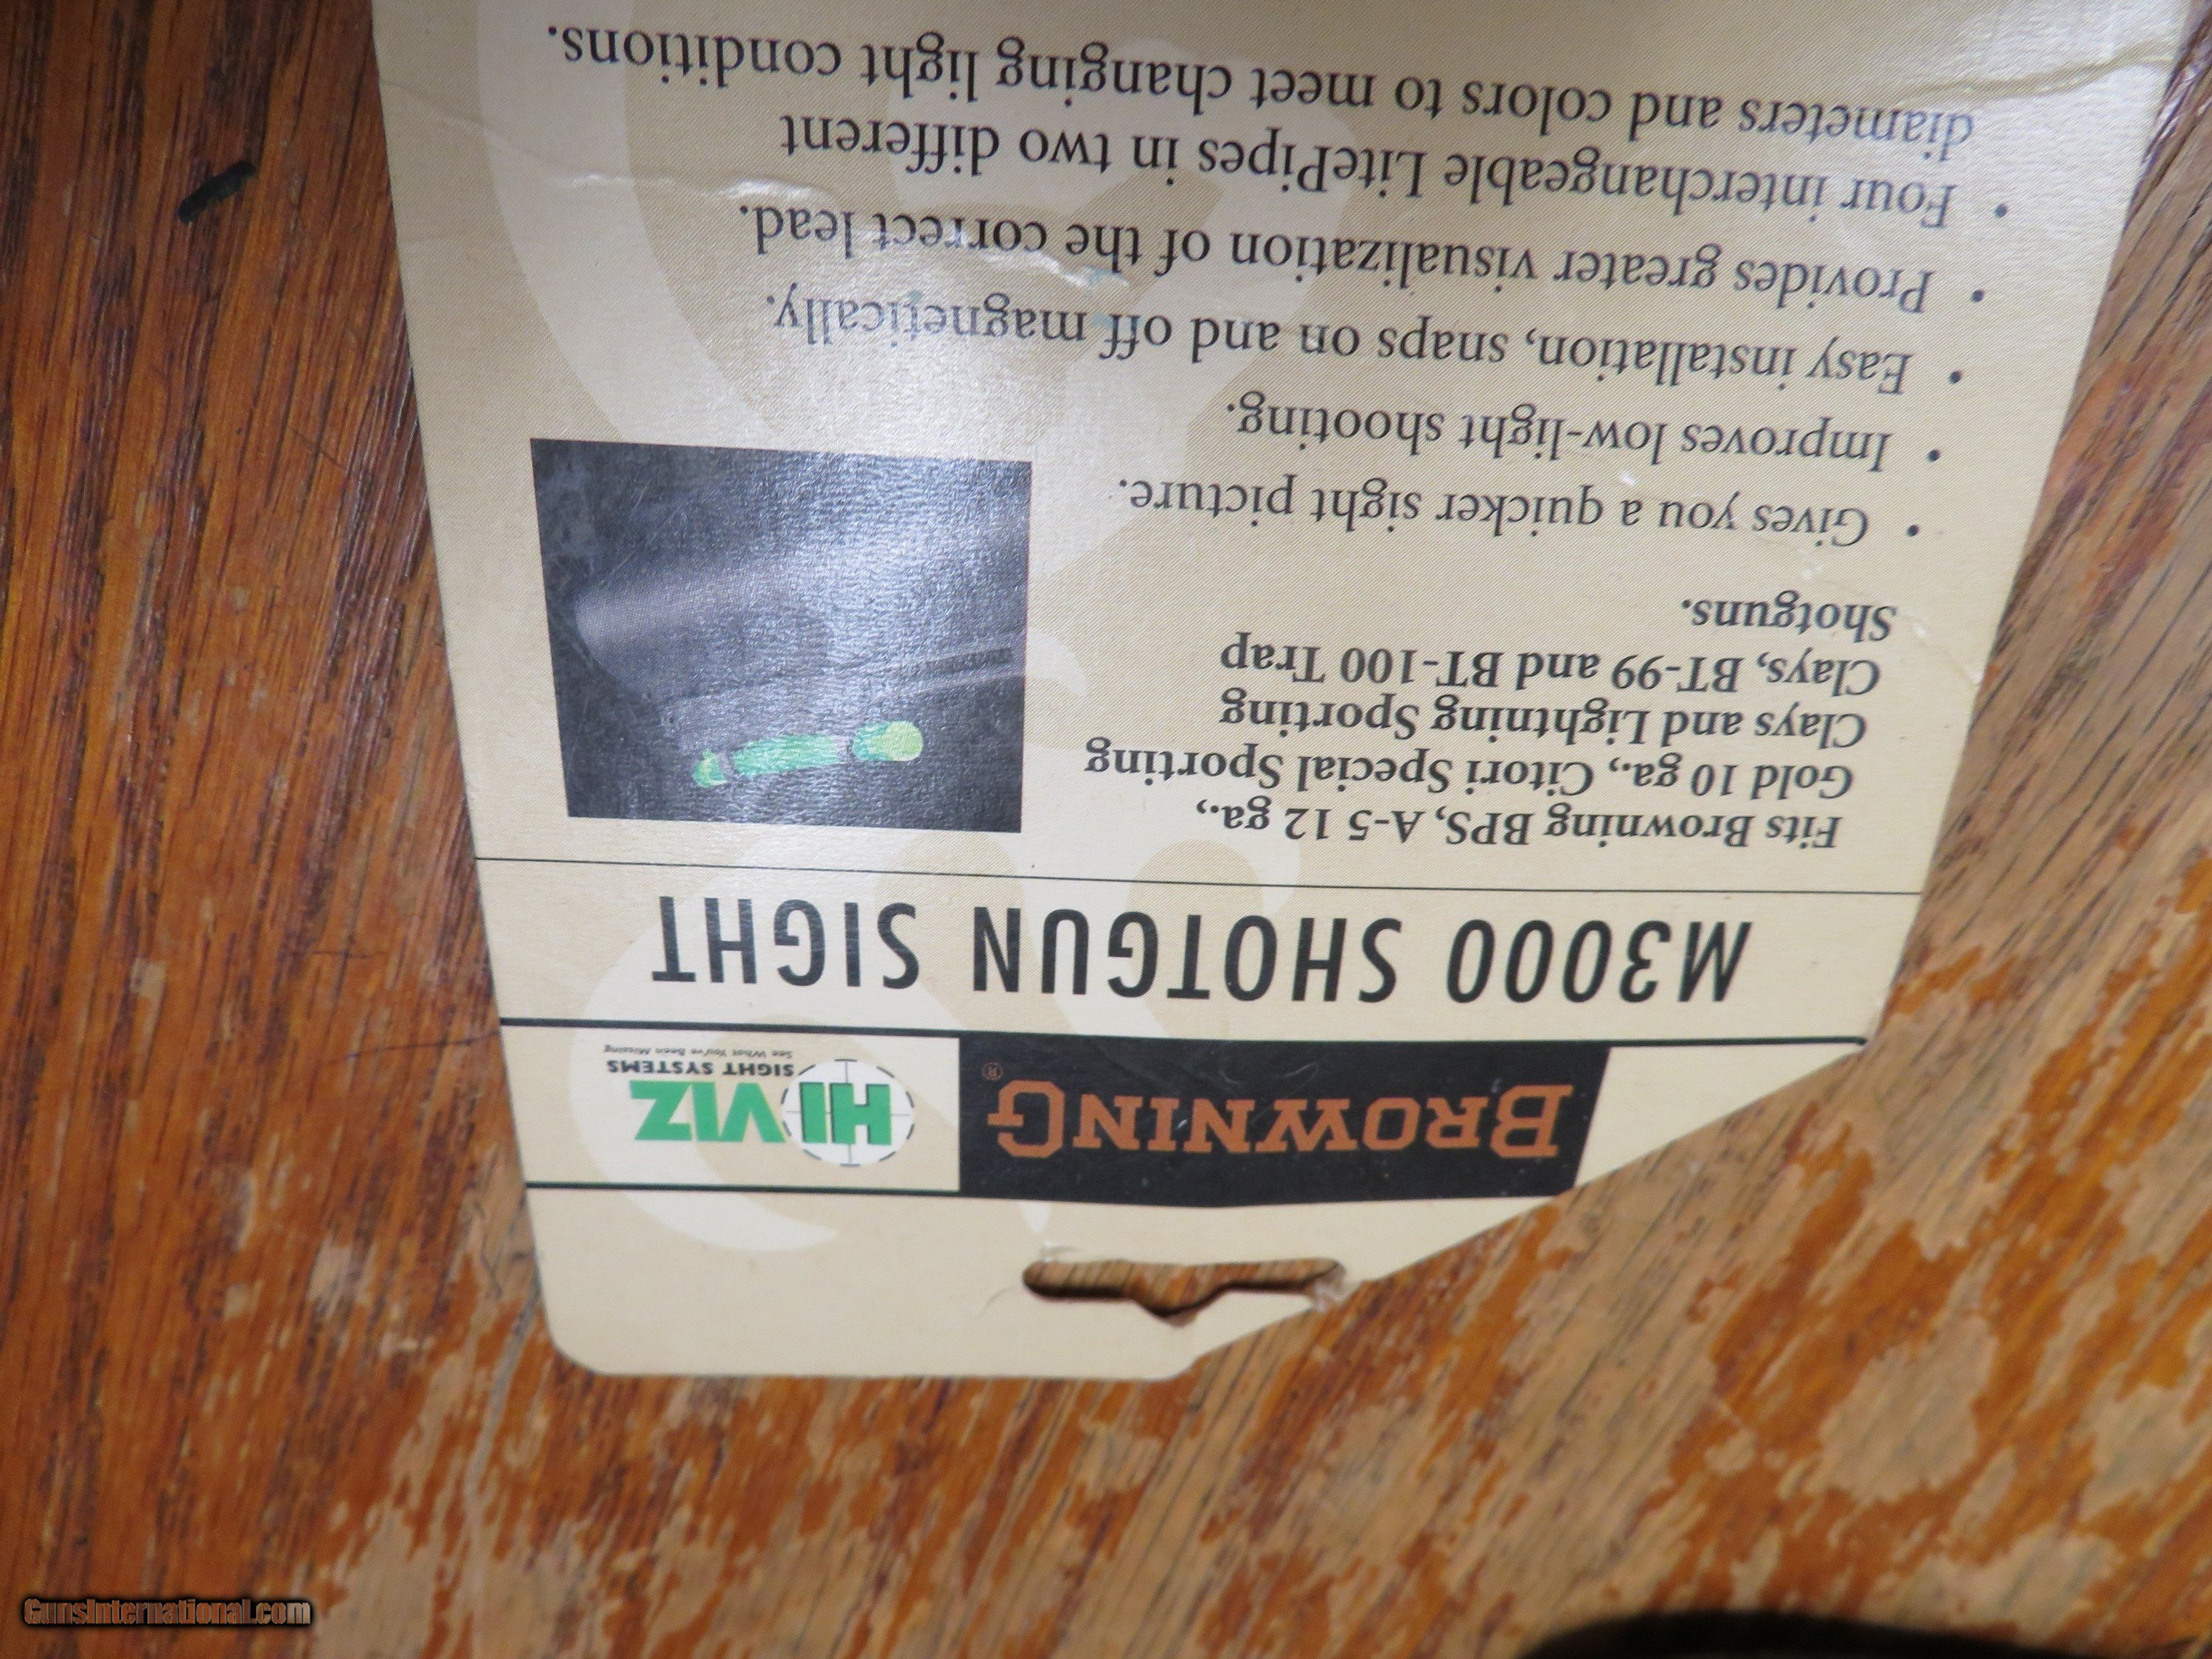 BROWNING®
HI VIZ
SIGHT SYSTEMS
See What You've Been Missing
M3000 SHOTGUN SIGHT
Fits Browning BPS, A-5 12 ga.,
Gold 10 ga., Citori Special Sporting
Clays and Lightning Sporting
Clays, BT-99 and BT-100 Trap
Shotguns.
• Gives you a quicker sight picture.
• Improves low-light shooting.
• Easy installation, snaps on and off magnetically.
• Provides greater visualization of the correct lead.
• Four interchangeable LitePipes in two different
diameters and colors to meet changing light conditions.
GunsInternational.com